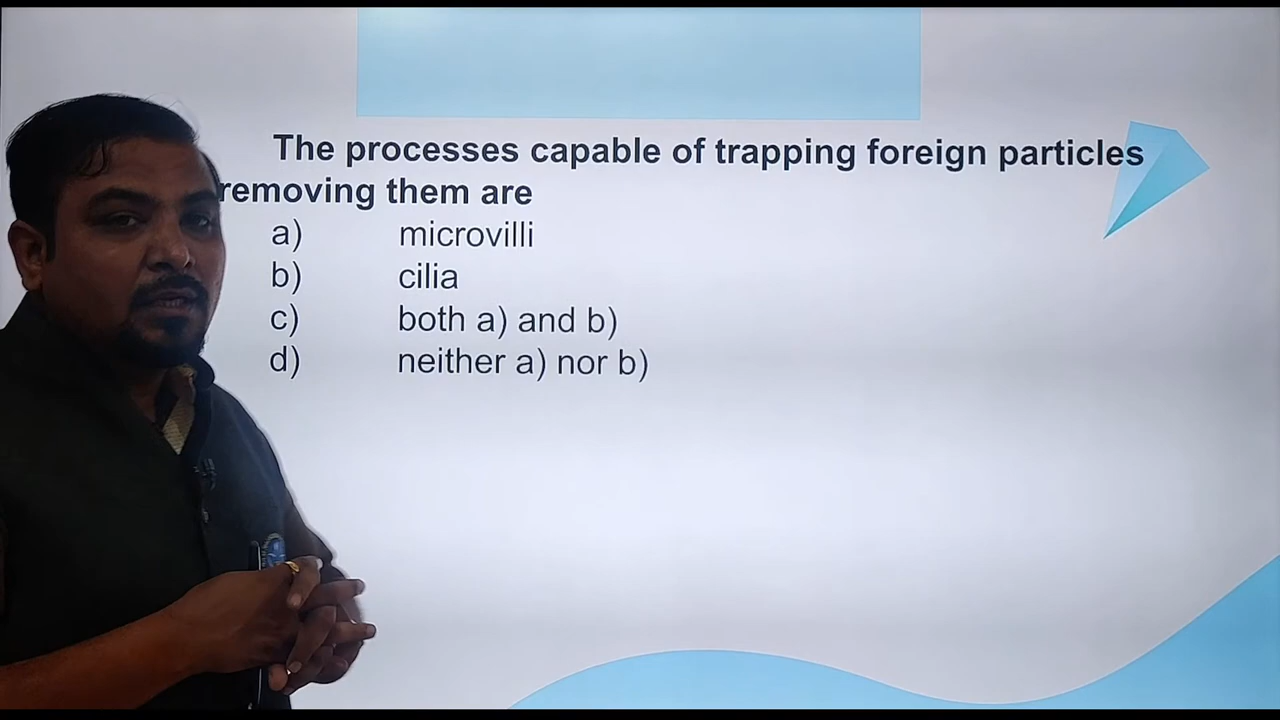 The processes capable of trapping foreign particles
removing them are
a) microvilli
b) cilia
c) both a) and b)
d) neither a) nor b)